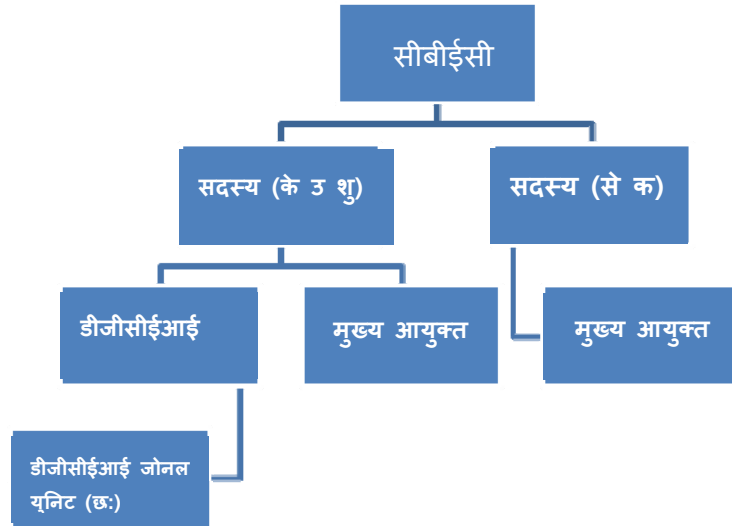 सीबीईसी
सदस्य (के उ शु)
सदस्य (से क)
डीजीसीईआई
मुख्य आयुक्त
मुख्य आयुक्त
डीजीसीईआई जोनल
यूनिट (छ:)